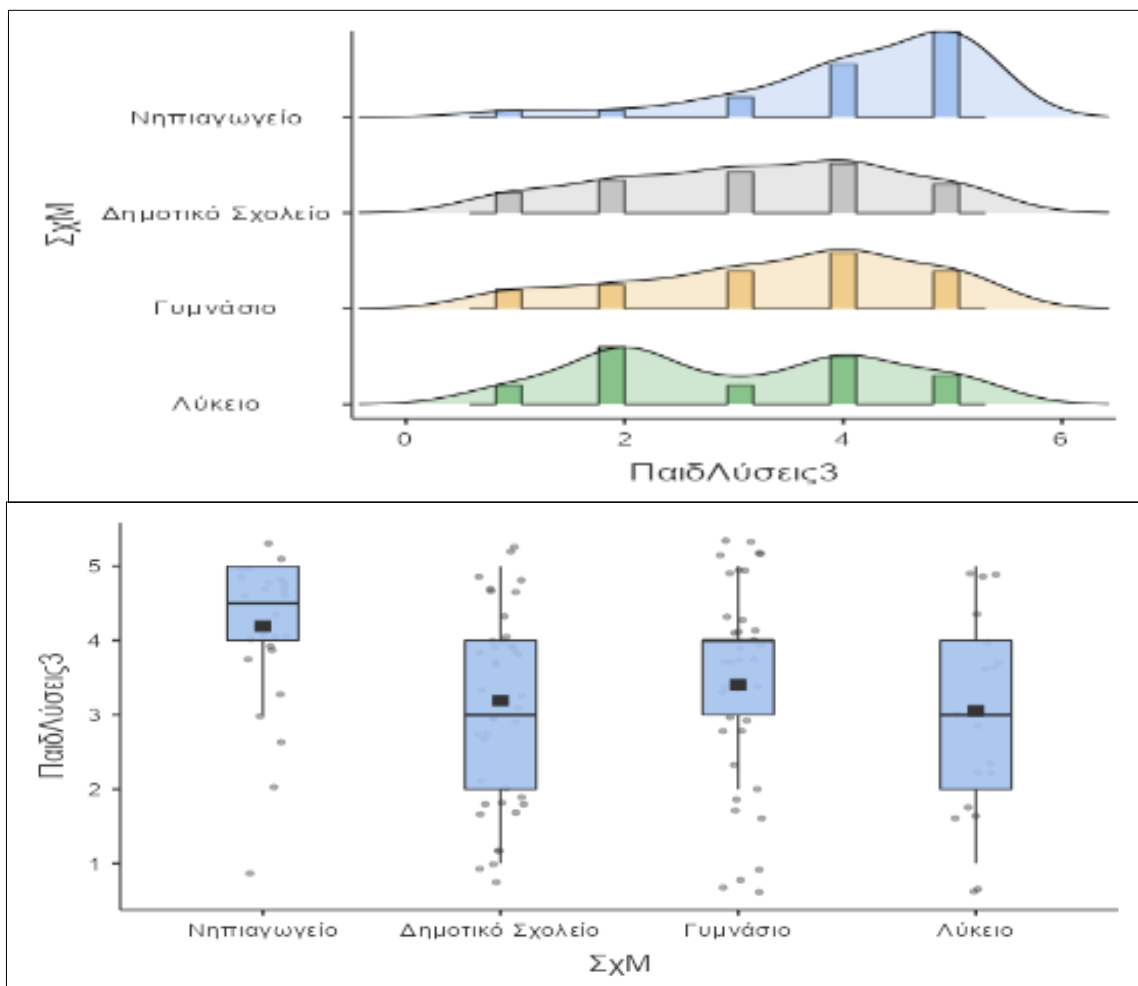 Νηπιαγωγείο
Δημοτικό Σχολείο
Γυμνάσιο
Λύκειο
ΣχΜ
0 2 4 6
ΠαιδΛύσεις3
5
4
3
2
1
ΠαιδΛύσεις3
Νηπιαγωγείο Δημοτικό Σχολείο Γυμνάσιο Λύκειο
ΣχΜ